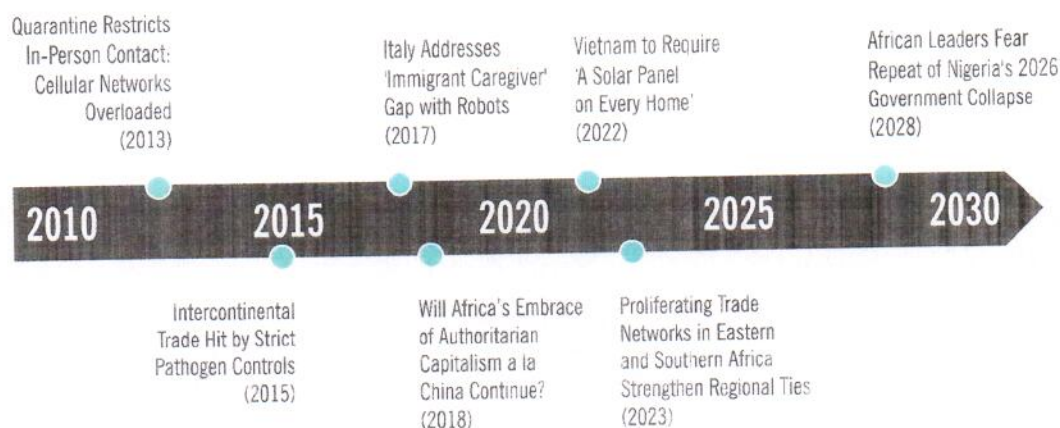 Quarantine Restricts
In-Person Contact:
Cellular Networks
Overloaded
(2013)
Italy Addresses
'Immigrant Caregiver'
Gap with Robots
(2017)
Vietnam to Require
'A Solar Panel
on Every Home'
(2022)
African Leaders Fear
Repeat of Nigeria's 2026
Government Collapse
(2028)
2010 2015 2020 2025 2030
Intercontinental
Trade Hit by Strict
Pathogen Controls
(2015)
Will Africa's Embrace
of Authoritarian
Capitalism a la
China Continue?
(2018)
Proliferating Trade
Networks in Eastern
and Southern Africa
Strengthen Regional Ties
(2023)